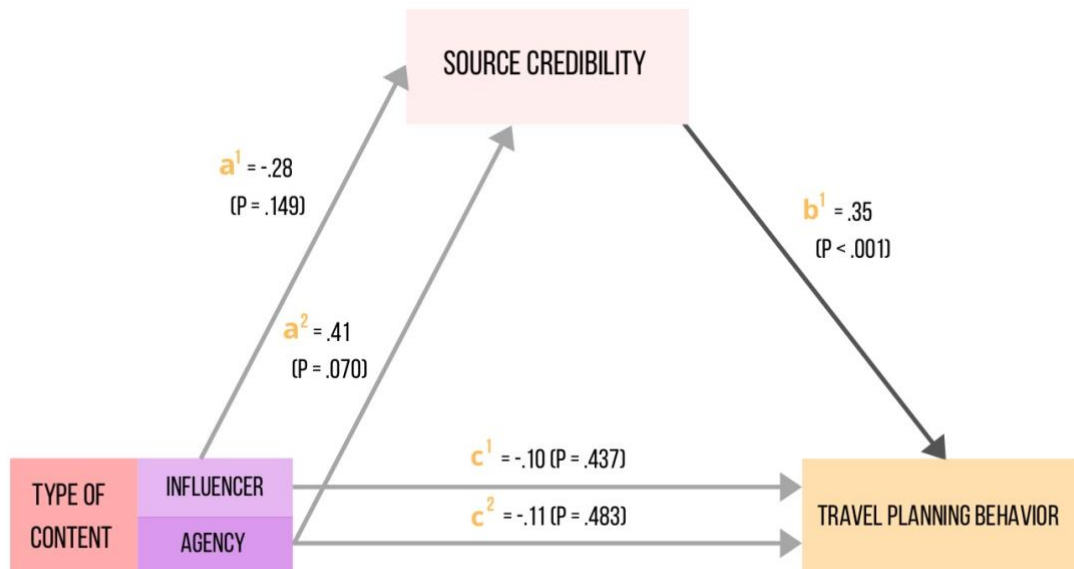 SOURCE CREDIBILITY
a¹ = -.28
(P = .149)
b¹ = .35
(P < .001)
a² = .41
(P = .070)
c¹ = -.10 (P = .437)
TYPE OF
CONTENT
INFLUENCER
AGENCY
c² = -.11 (P = .483)
TRAVEL PLANNING BEHAVIOR